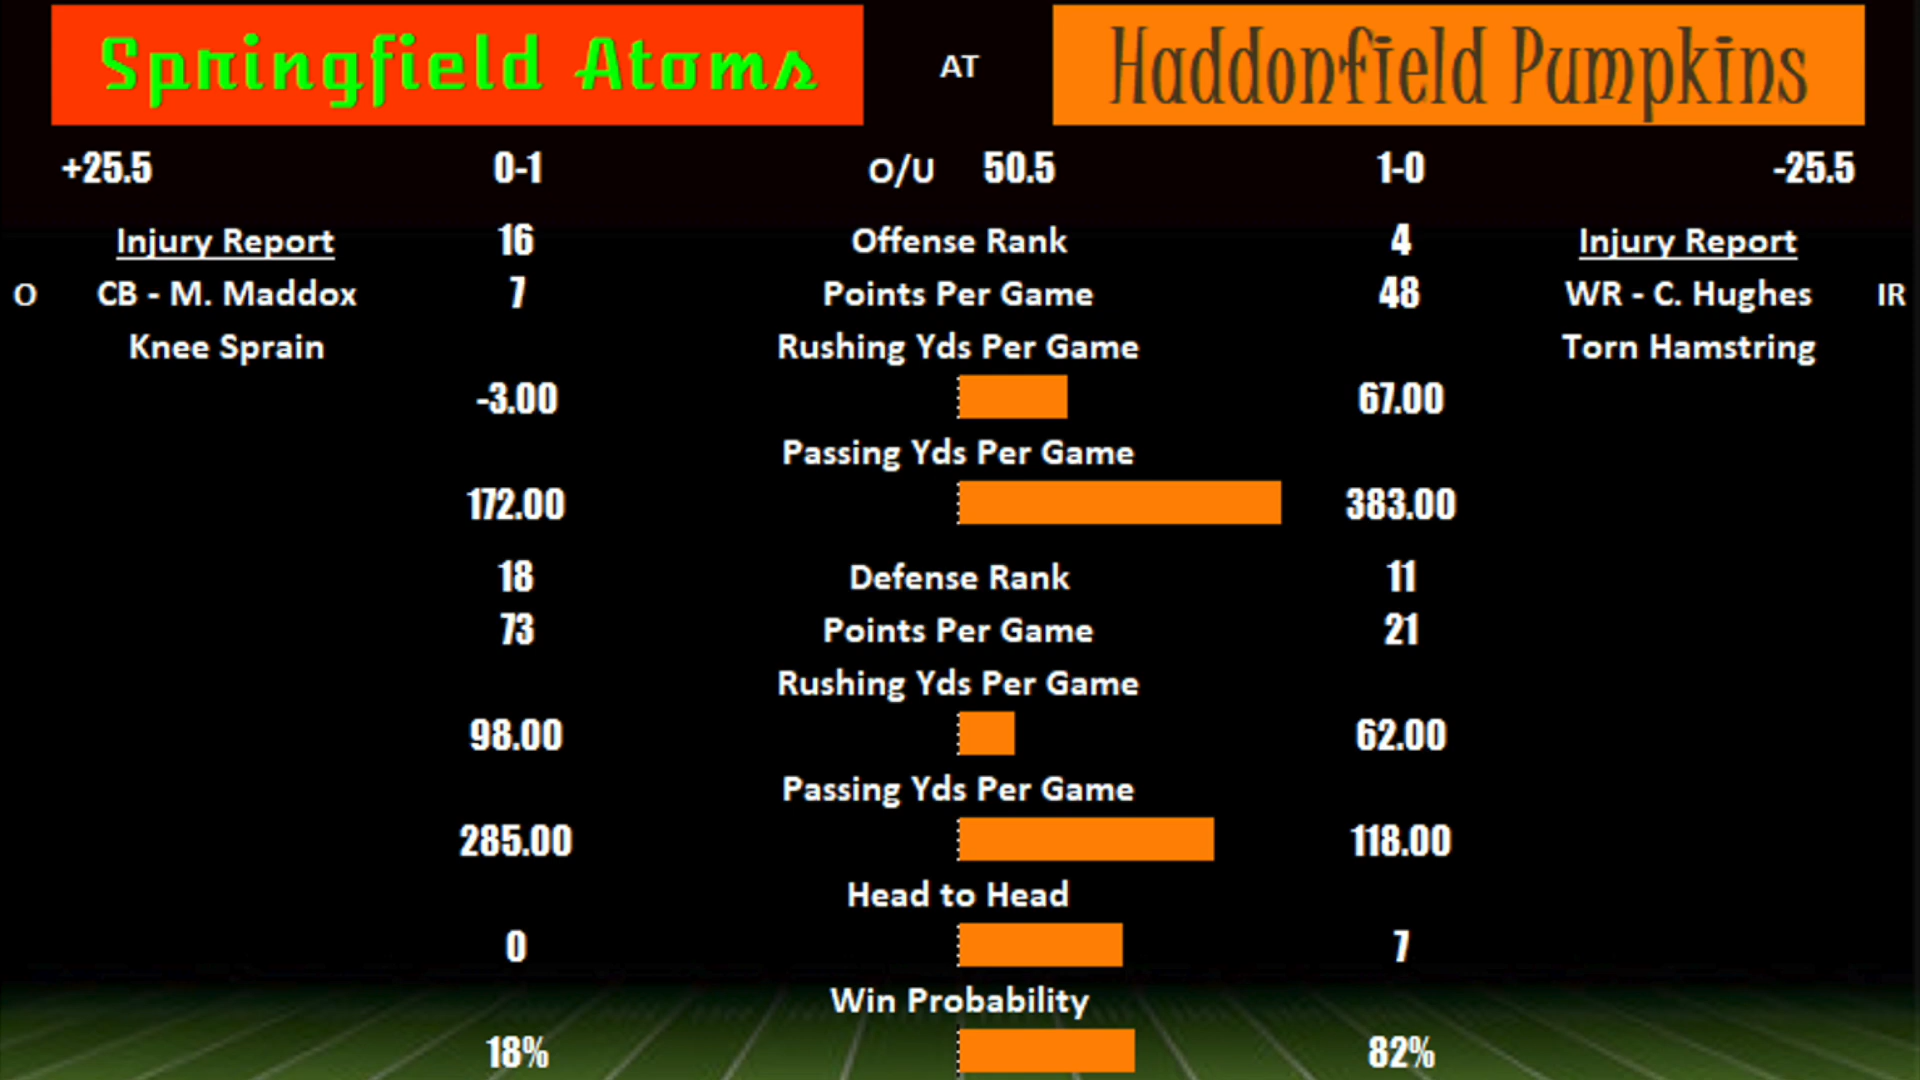 Springfield Atoms AT Haddonfield Pumpkins
+25.5 0-1 O/U 50.5 1-0 -25.5
Injury Report 16 Offense Rank 4 Injury Report
O CB - M. Maddox 7 Points Per Game 48 WR - C. Hughes IR
Knee Sprain Rushing Yds Per Game Torn Hamstring
-3.00 67.00
Passing Yds Per Game
172.00 383.00
18 Defense Rank 11
73 Points Per Game 21
Rushing Yds Per Game
98.00 62.00
Passing Yds Per Game
285.00 118.00
Head to Head
0 7
Win Probability
18% 82%